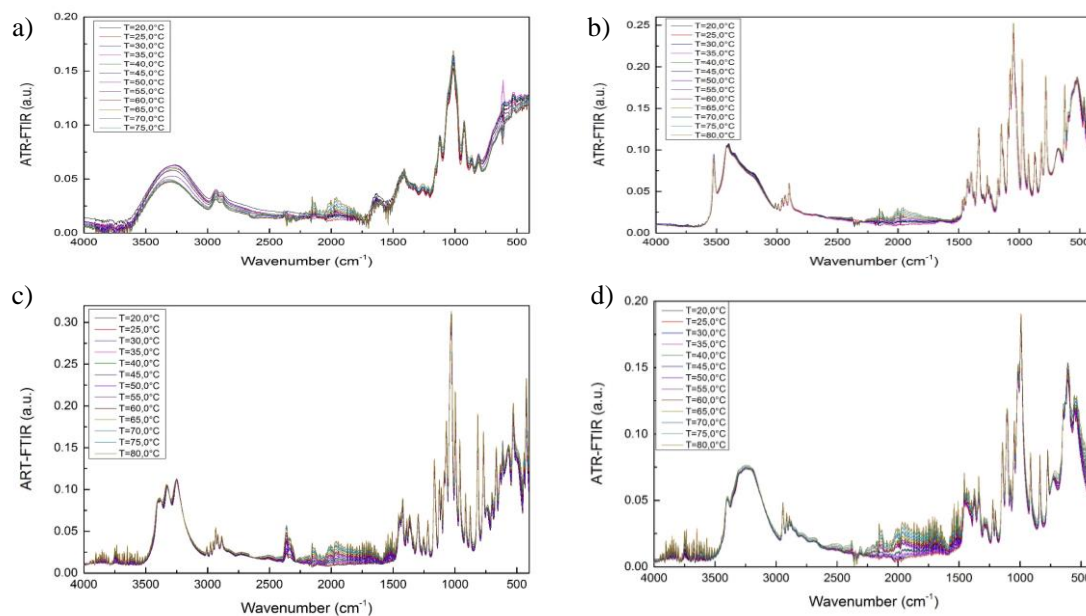 a)
0.20
0.15
0.10
0.05
0.00
ATR-FTIR (a.u.)
T=20,0°C
T=25,0°C
T=30,0°C
T=35,0°C
T=40,0°C
T=45,0°C
T=50,0°C
T=55,0°C
T=60,0°C
T=65,0°C
T=70,0°C
T=75,0°C
4000 3500 3000 2500 2000 1500 1000 500
Wavenumber (cm⁻¹)
b)
0.25
0.20
0.15
0.10
0.05
0.00
ATR-FTIR (a.u.)
T=20,0°C
T=25,0°C
T=30,0°C
T=35,0°C
T=40,0°C
T=45,0°C
T=50,0°C
T=55,0°C
T=60,0°C
T=65,0°C
T=70,0°C
T=75,0°C
T=80,0°C
4000 3500 3000 2500 2000 1500 1000 500
Wavenumber (cm⁻¹)
c)
0.30
0.25
0.20
0.15
0.10
0.05
0.00
ART-FTIR (a.u.)
T=20,0°C
T=25,0°C
T=30,0°C
T=35,0°C
T=40,0°C
T=45,0°C
T=50,0°C
T=55,0°C
T=60,0°C
T=65,0°C
T=70,0°C
T=75,0°C
T=80,0°C
4000 3500 3000 2500 2000 1500 1000 500
Wavenumber (cm⁻¹)
d)
0.20
0.15
0.10
0.05
0.00
ATR-FTIR (a.u.)
T=20,0°C
T=25,0°C
T=30,0°C
T=35,0°C
T=40,0°C
T=45,0°C
T=50,0°C
T=55,0°C
T=60,0°C
T=65,0°C
T=70,0°C
T=75,0°C
T=80,0°C
4000 3500 3000 2500 2000 1500 1000 500
Wavenumber (cm⁻¹)